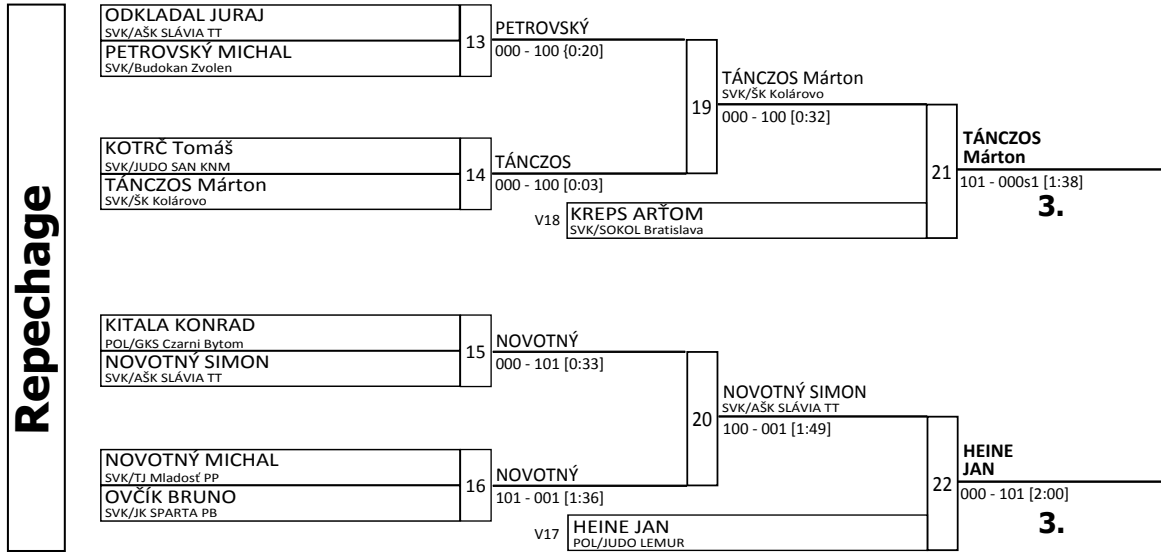 Repechage
ODKLADAL JURAJ
SVK/AŠK SLÁVIA TT
PETROVSKÝ MICHAL
SVK/Budokan Zvolen
13
PETROVSKÝ
000 - 100 {0:20]
KOTRČ Tomáš
SVK/JUDO SAN KNM
TÁNCZOS Márton
SVK/ŠK Kolárovo
14
TÁNCZOS
000 - 100 [0:03]
19
TÁNCZOS Márton
SVK/ŠK Kolárovo
000 - 100 [0:32]
V18
KREPS ARŤOM
SVK/SOKOL Bratislava
21
TÁNCZOS
Márton
101 - 000s1 [1:38]
3.
KITALA KONRAD
POL/GKS Czarni Bytom
NOVOTNÝ SIMON
SVK/AŠK SLÁVIA TT
15
NOVOTNÝ
000 - 101 [0:33]
NOVOTNÝ MICHAL
SVK/TJ Mladosť PP
OVČÍK BRUNO
SVK/JK SPARTA PB
16
NOVOTNÝ
101 - 001 [1:36]
20
NOVOTNÝ SIMON
SVK/AŠK SLÁVIA TT
100 - 001 [1:49]
V17
HEINE JAN
POL/JUDO LEMUR
22
HEINE
JAN
000 - 101 [2:00]
3.